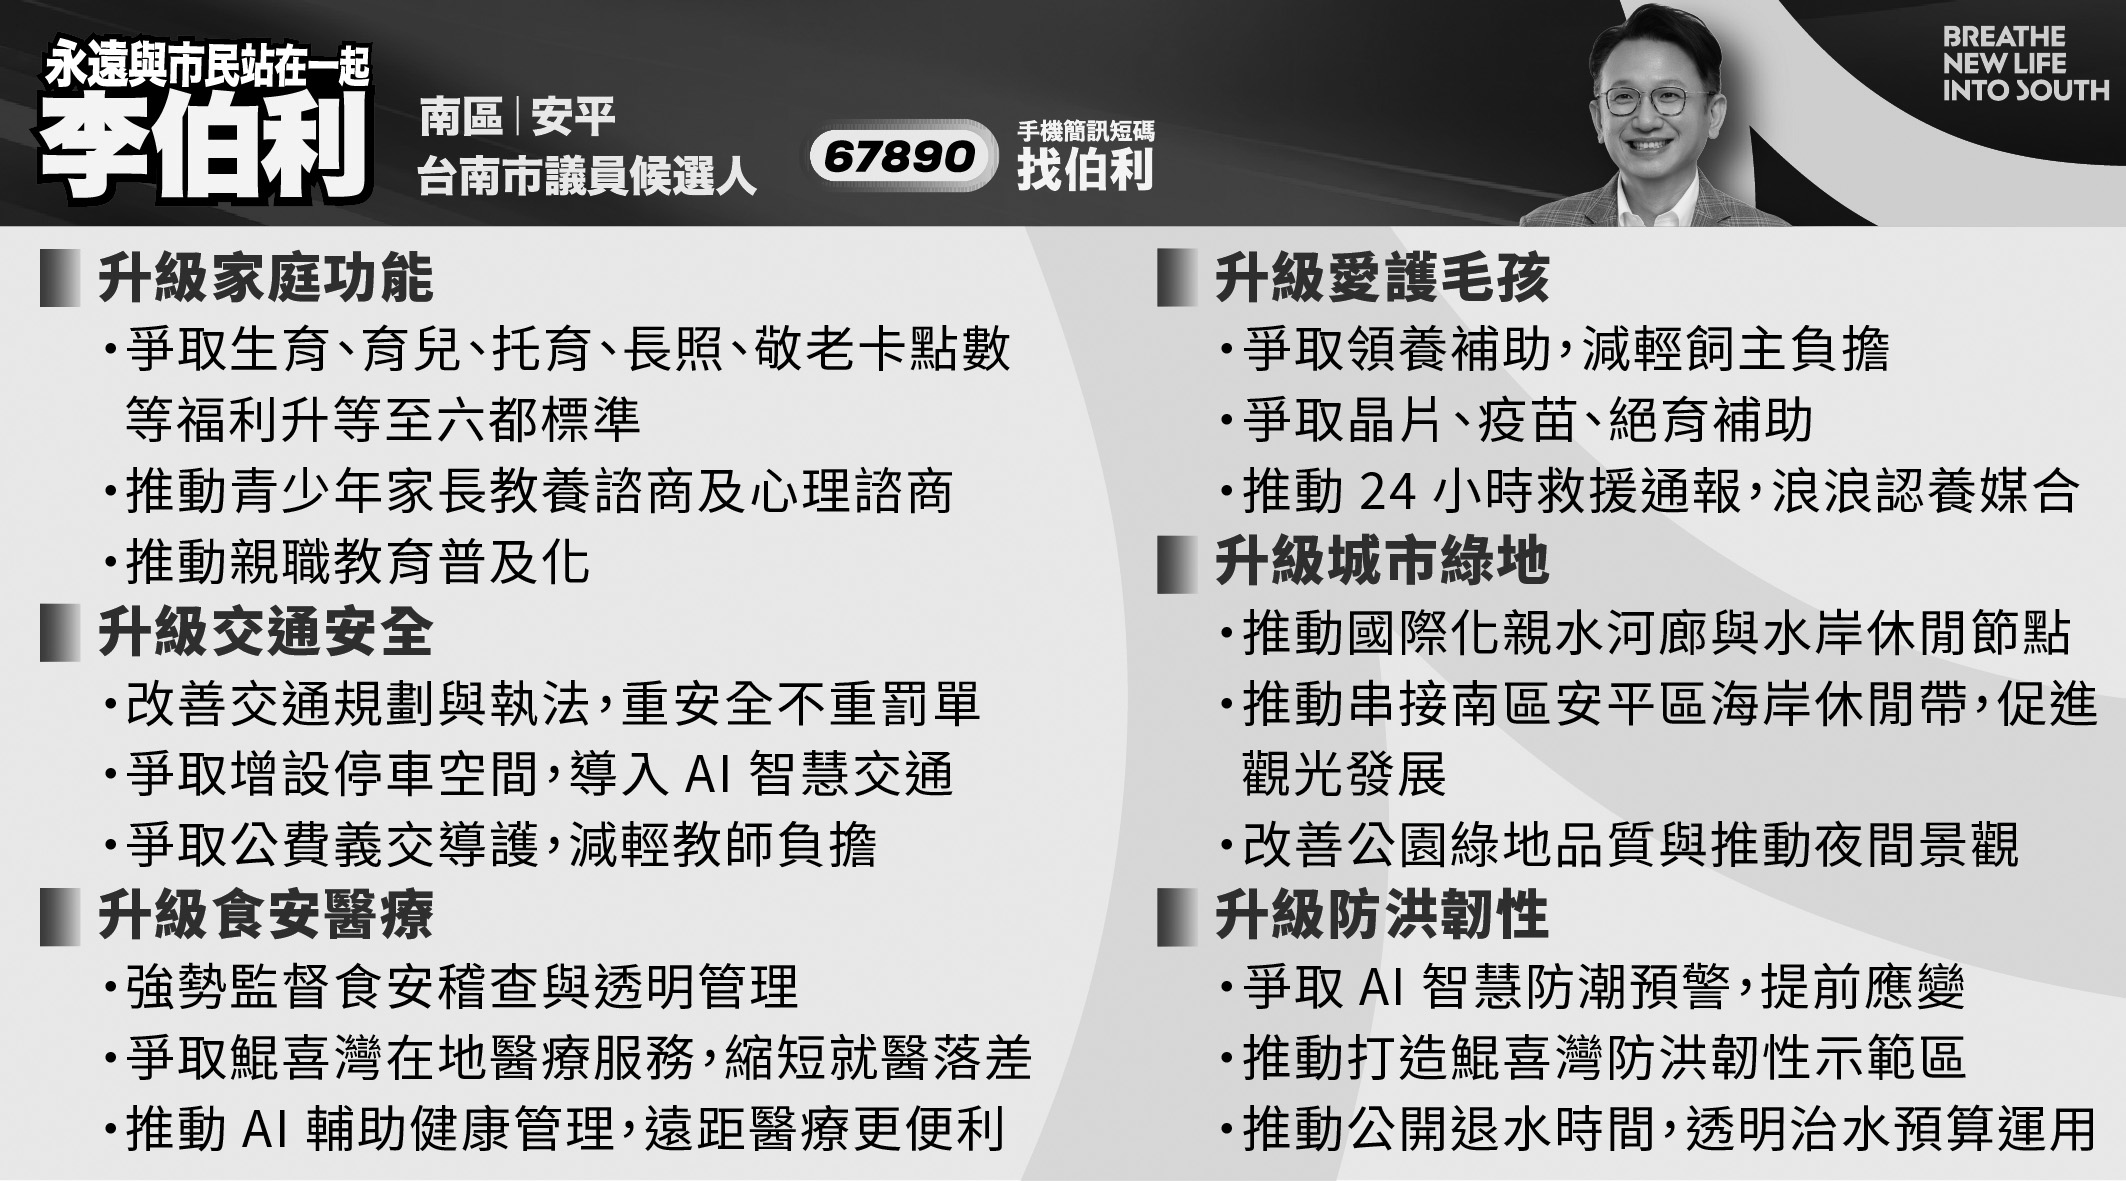 永遠與市民站在一起
李伯利
南區|安平
台南市議員候選人
67890
手機簡訊短碼
找伯利
BREATHE
NEW LIFE
INTO SOUTH
升級家庭功能
•爭取生育、育兒、托育、長照、敬老卡點數
等福利升等至六都標準
•推動青少年家長教養諮商及心理諮商
•推動親職教育普及化
升級交通安全
•改善交通規劃與執法,重安全不重罰單
•爭取增設停車空間,導入 AI 智慧交通
•爭取公費義交導護,減輕教師負擔
升級食安醫療
•強勢監督食安稽查與透明管理
•爭取鯤喜灣在地醫療服務,縮短就醫落差
•推動 AI 輔助健康管理,遠距醫療更便利
升級愛護毛孩
•爭取領養補助,減輕飼主負擔
•爭取晶片、疫苗、絕育補助
•推動 24 小時救援通報,浪浪認養媒合
升級城市綠地
•推動國際化親水河廊與水岸休閒節點
•推動串接南區安平區海岸休閒帶,促進
觀光發展
•改善公園綠地品質與推動夜間景觀
升級防洪韌性
•爭取 AI 智慧防潮預警,提前應變
•推動打造鯤喜灣防洪韌性示範區
•推動公開退水時間,透明治水預算運用